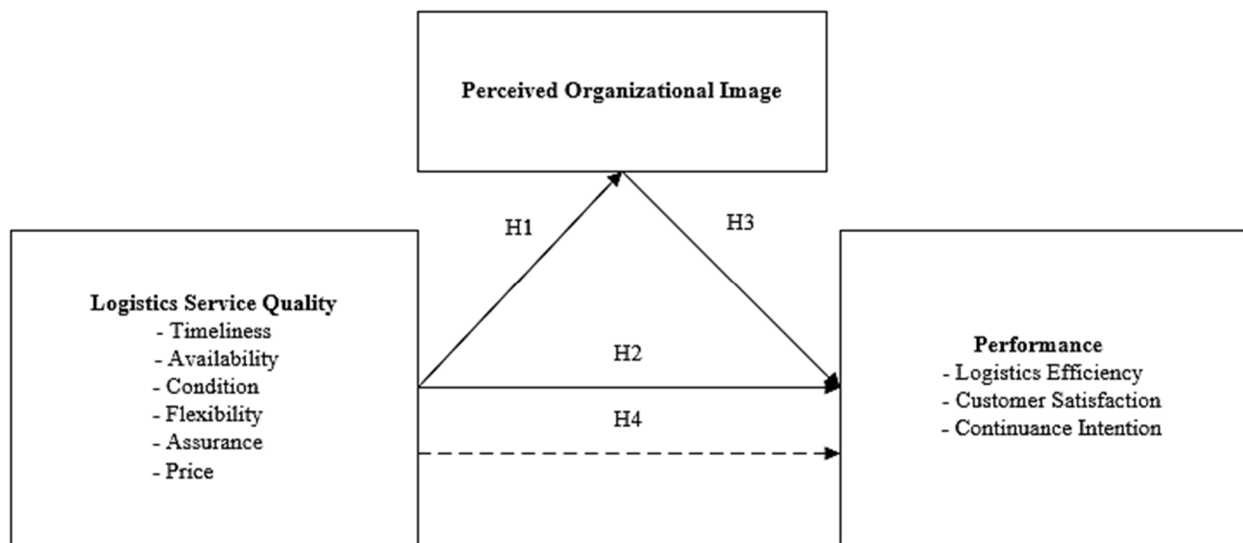 Perceived Organizational Image
H1
H3
Logistics Service Quality
- Timeliness
- Availability
- Condition
- Flexibility
- Assurance
- Price
H2
H4
Performance
- Logistics Efficiency
- Customer Satisfaction
- Continuance Intention